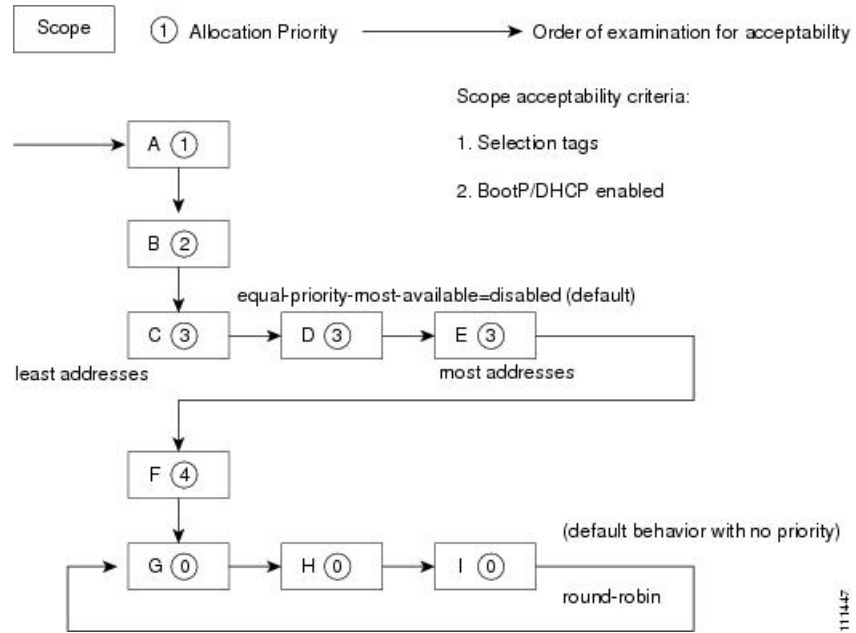 Scope
1 Allocation Priority
Order of examination for acceptability
Scope acceptability criteria:
1. Selection tags
2. BootP/DHCP enabled
A 1
B 2
equal-priority-most-available=disabled (default)
C 3
D 3
E 3
least addresses
most addresses
F 4
(default behavior with no priority)
G 0
H 0
I 0
round-robin
111447